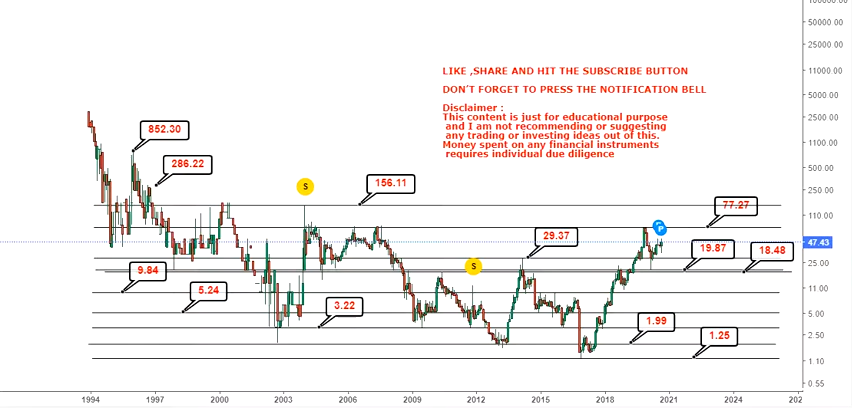 100000.00
50000.00
25000.00
LIKE ,SHARE AND HIT THE SUBSCRIBE BUTTON
11000.00
DON'T FORGET TO PRESS THE NOTIFICATION BELL
5000.00
Disclaimer :
This content is just for educational purpose
and I am not recommending or suggesting
any trading or investing ideas out of this.
Money spent on any financial instruments
requires individual due diligence
2500.00
1100.00
852.30
286.22
500.00
S
156.11
250.00
77.27
110.00
29.37
47.43
19.87
18.48
S
9.84
25.00
5.24
3.22
11.00
5.00
1.99
2.50
1.25
1.10
0.55
1994 1997 2000 2003 2006 2009 2012 2015 2018 2021 2024 202